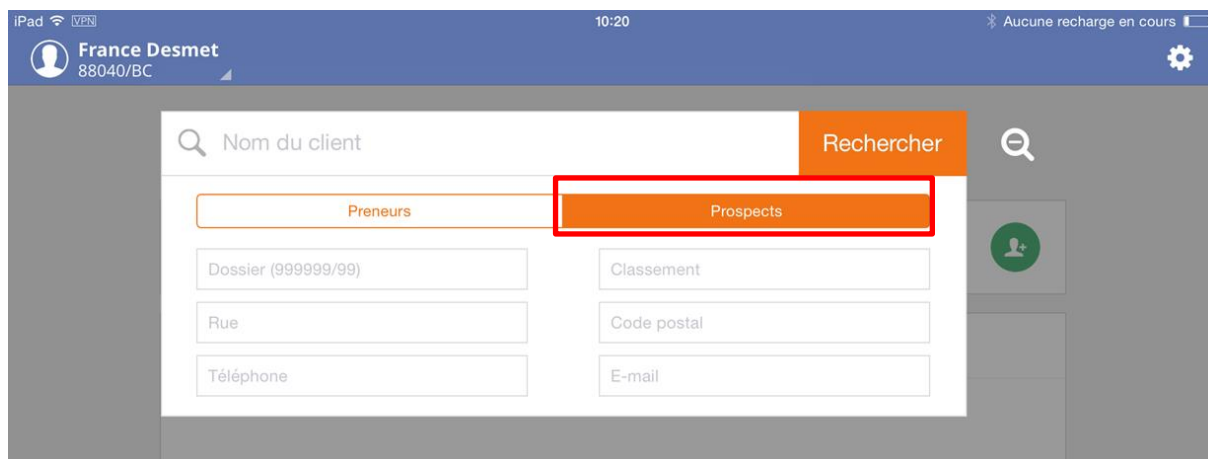 iPad VPN 10:20 Aucune recharge en cours
France Desmet
88040/BC
Nom du client Rechercher
Preneurs Prospects
Dossier (999999/99) Classement
Rue Code postal
Téléphone E-mail